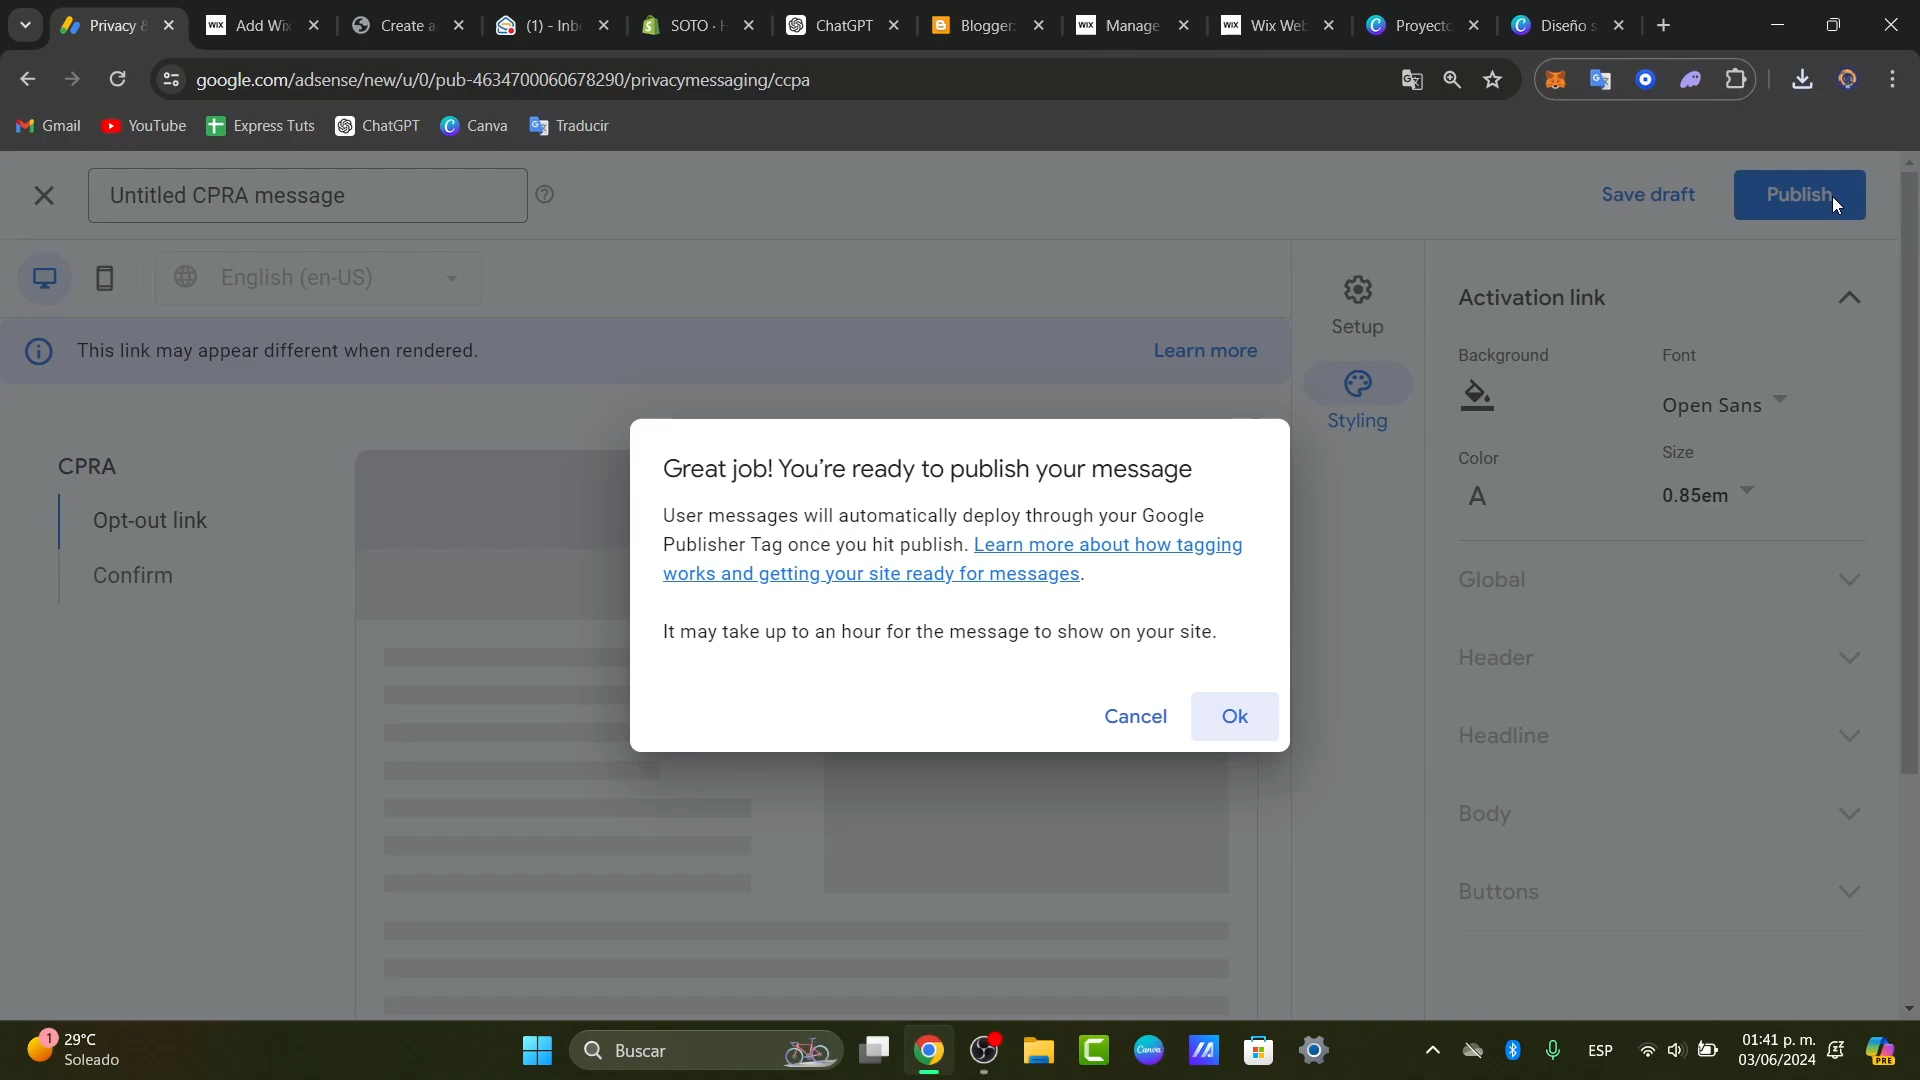 Privacy &
Add Wix
Create a
(1) - Inb
SOTO · H
ChatGPT
Blogger:
Manage
Wix Web
Proyecto
Diseño s
google.com/adsense/new/u/0/pub-4634700060678290/privacymessaging/ccpa
Gmail
YouTube
Express Tuts
ChatGPT
Canva
Traducir
Untitled CPRA message
Save draft
Publish
English (en-US)
This link may appear different when rendered.
Learn more
CPRA
Opt-out link
Confirm
Great job! You're ready to publish your message
User messages will automatically deploy through your Google
Publisher Tag once you hit publish. Learn more about how tagging
works and getting your site ready for messages.
It may take up to an hour for the message to show on your site.
Cancel
Ok
Setup
Styling
Activation link
Background
Font
Open Sans
Color
Size
A
0.85em
Global
Header
Headline
Body
Buttons
1
29°C
Soleado
Buscar
Canva
ESP
01:41 p. m.
03/06/2024
PRE